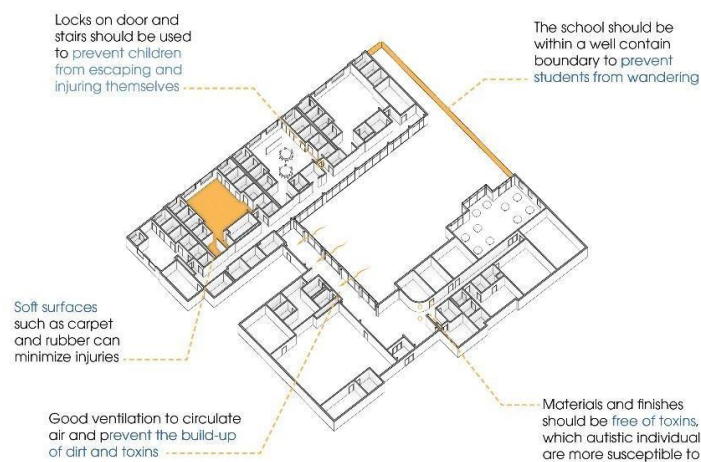 Locks on door and
stairs should be used
to prevent children
from escaping and
injuring themselves
The school should be
within a well contain
boundary to prevent
students from wandering
Soft surfaces
such as carpet
and rubber can
minimize injuries
Good ventilation to circulate
air and prevent the build-up
of dirt and toxins
Materials and finishes
should be free of toxins,
which autistic individual
are more susceptible to